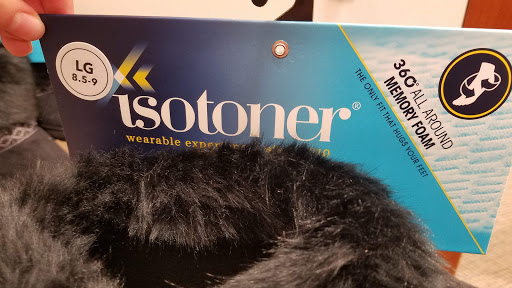 LG
8.5-9
isotoner®
wearable
360° ALL AROUND
MEMORY FOAM
THE ONLY FIT THAT HUGS YOUR FEET